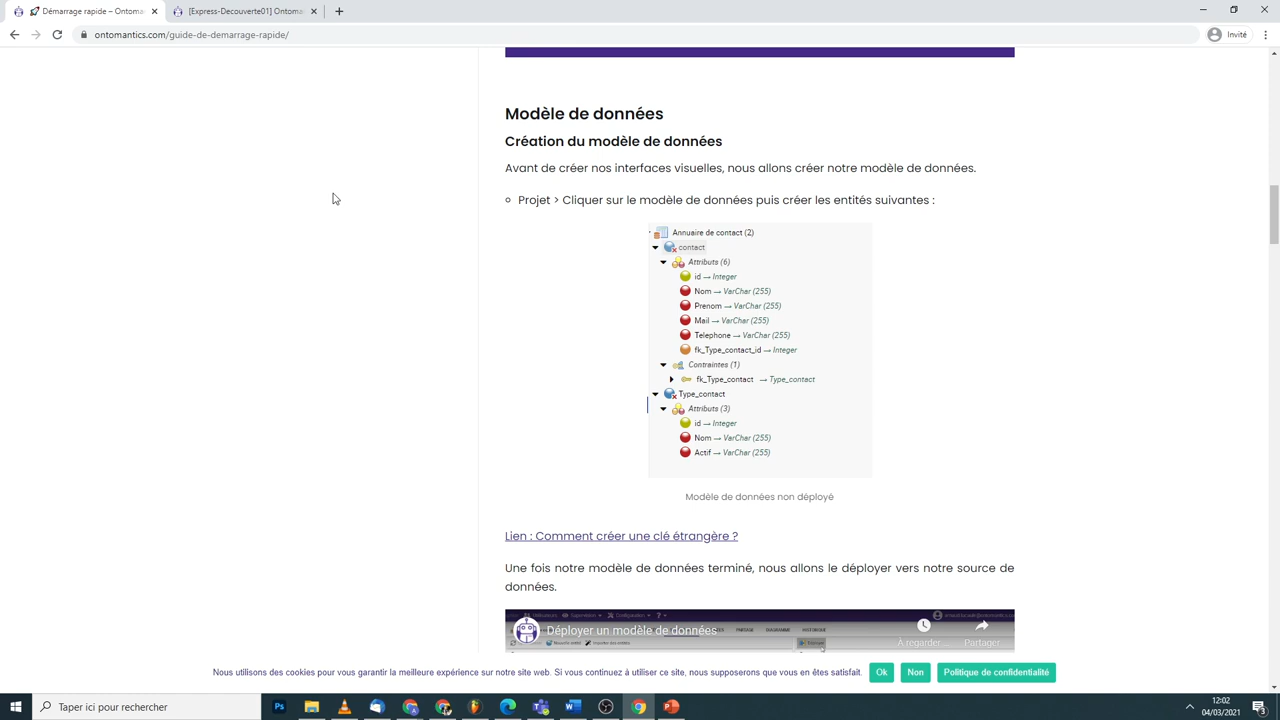 Démarrage rapide – Ontomantics
[Express-Decouverte01] Ontomantics
ontomantics.com/guide-de-demarrage-rapide/
Invité
Modèle de données
Création du modèle de données
Avant de créer nos interfaces visuelles, nous allons créer notre modèle de données.
Projet > Cliquer sur le modèle de données puis créer les entités suivantes :
Annuaire de contact (2)
contact
Attributs (6)
id → Integer
Nom → VarChar (255)
Prenom → VarChar (255)
Mail → VarChar (255)
Telephone → VarChar (255)
fk_Type_contact_id → Integer
Contraintes (1)
fk_Type_contact → Type_contact
Type_contact
Attributs (3)
id → Integer
Nom → VarChar (255)
Actif → VarChar (255)
Modèle de données non déployé
Lien : Comment créer une clé étrangère ?
Une fois notre modèle de données terminé, nous allons le déployer vers notre source de
données.
Utilisateurs Supervision Configuration ?
Déployer un modèle de données
PARTAGE DIAGRAMME HISTORIQUE
À regarder ... Partager
Nous utilisons des cookies pour vous garantir la meilleure expérience sur notre site web. Si vous continuez à utiliser ce site, nous supposerons que vous en êtes satisfait. Ok Non Politique de confidentialité
Taper ici pour rechercher
12:02
04/03/2021